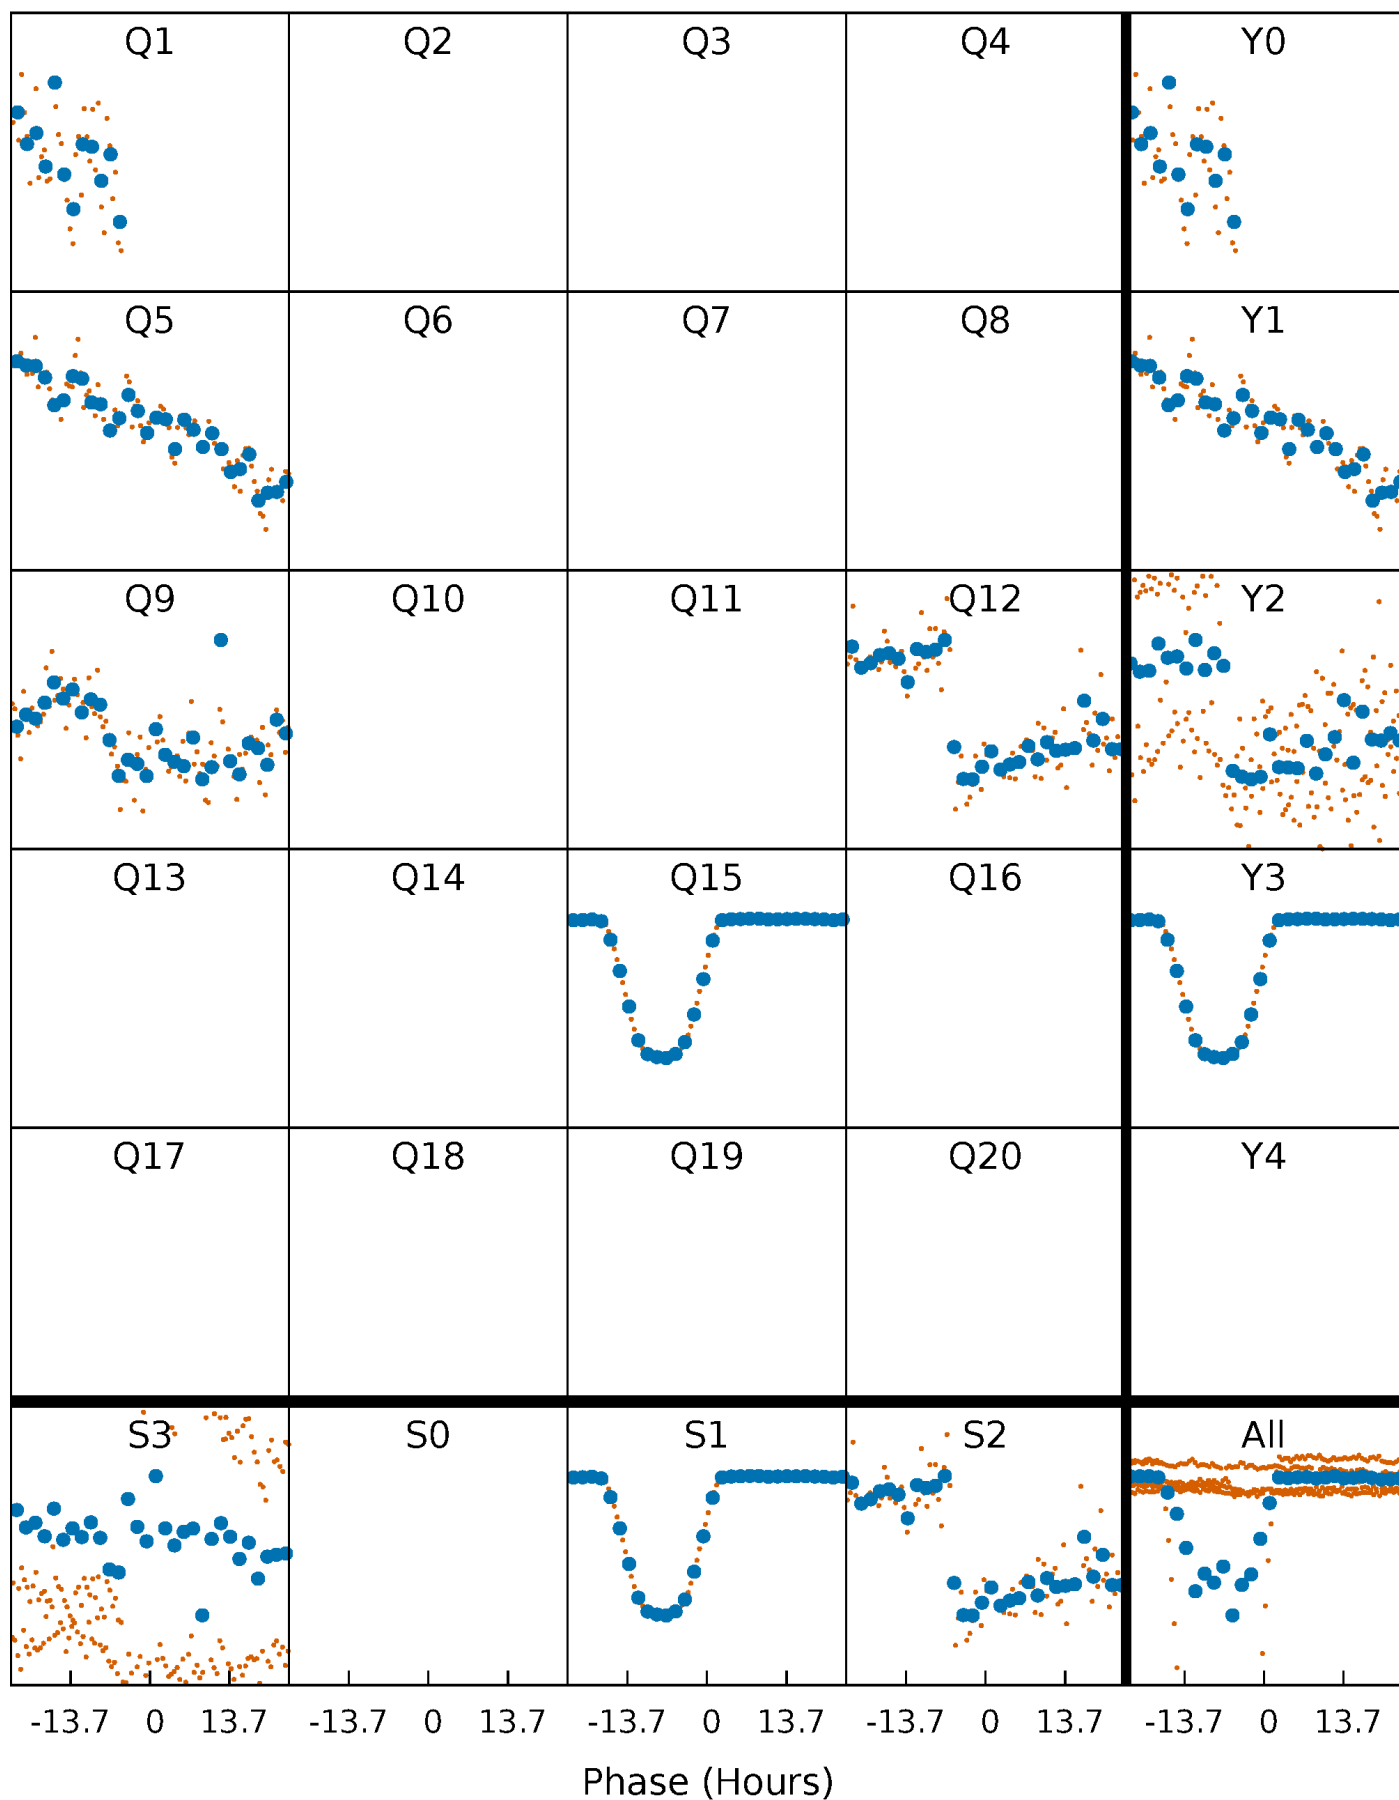 Q1 Q2 Q3 Q4 Y0
Q5 Q6 Q7 Q8 Y1
Q9 Q10 Q11 Q12 Y2
Q13 Q14 Q15 Q16 Y3
Q17 Q18 Q19 Q20 Y4
S3 S0 S1 S2 All
-13.7 0 13.7 -13.7 0 13.7 -13.7 0 13.7 -13.7 0 13.7 -13.7 0 13.7
Phase (Hours)